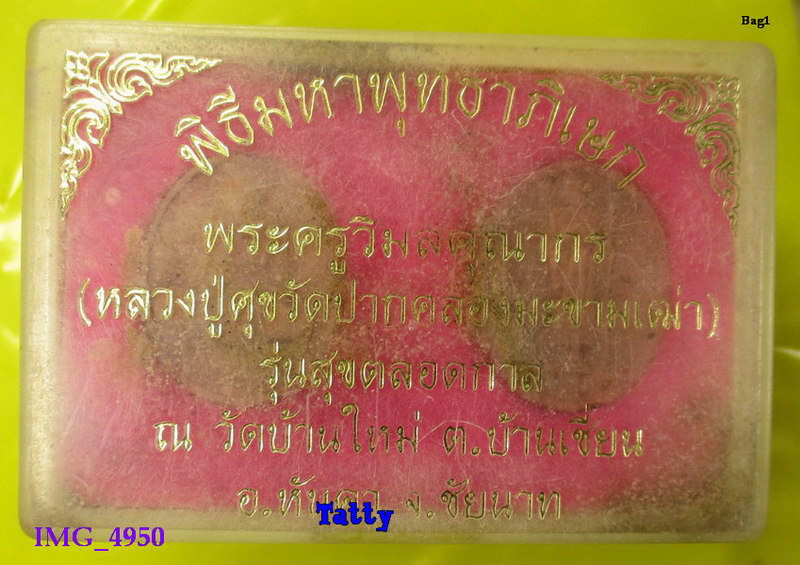 Bag1
พิธีมหาพุทธาภิเษก
พระครูวิมลคุณากร
(หลวงปู่ศุขวัดปากคลองมะขามเฒ่า)
รุ่นสุขตลอดกาล
ณ วัดบ้านใหม่ ต.บ้านเชี่ยน
อ.หันคา จ.ชัยนาท
Tatty
IMG_4950